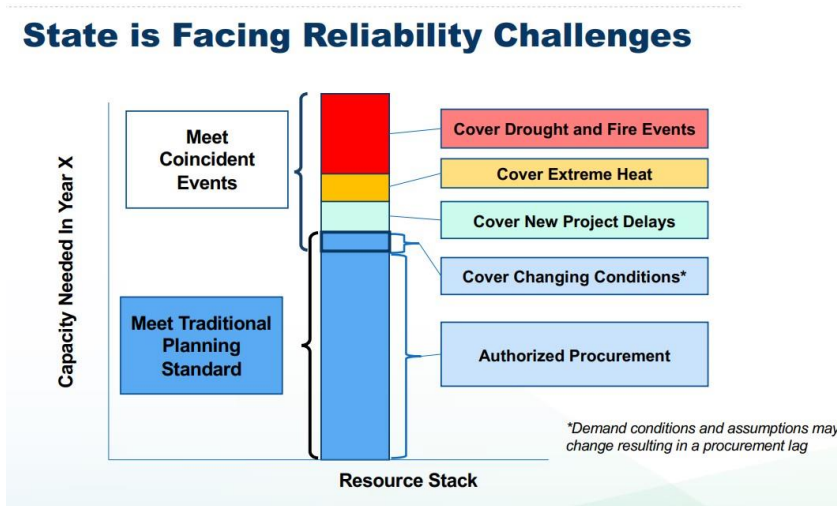 State is Facing Reliability Challenges
Capacity Needed In Year X
Meet
Coincident
Events
Meet Traditional
Planning
Standard
Cover Drought and Fire Events
Cover Extreme Heat
Cover New Project Delays
Cover Changing Conditions*
Authorized Procurement
*Demand conditions and assumptions may
change resulting in a procurement lag
Resource Stack